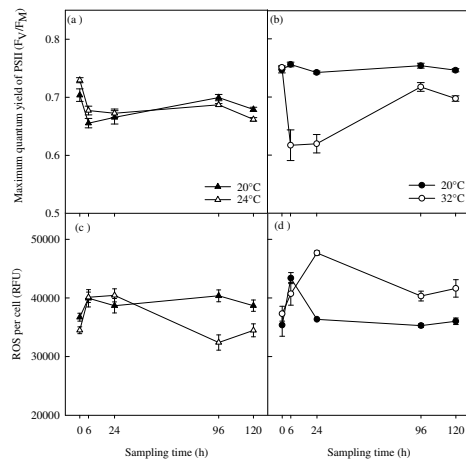 (a )
(b )
Maximum quantum yield of PSII (FV/FM)
0.8
0.7
0.6
0.5
20°C
24°C
20°C
32°C
(c )
(d )
ROS per cell (RFU)
50000
40000
30000
20000
0 6 24 96 120
0 6 24 96 120
Sampling time (h)
Sampling time (h)